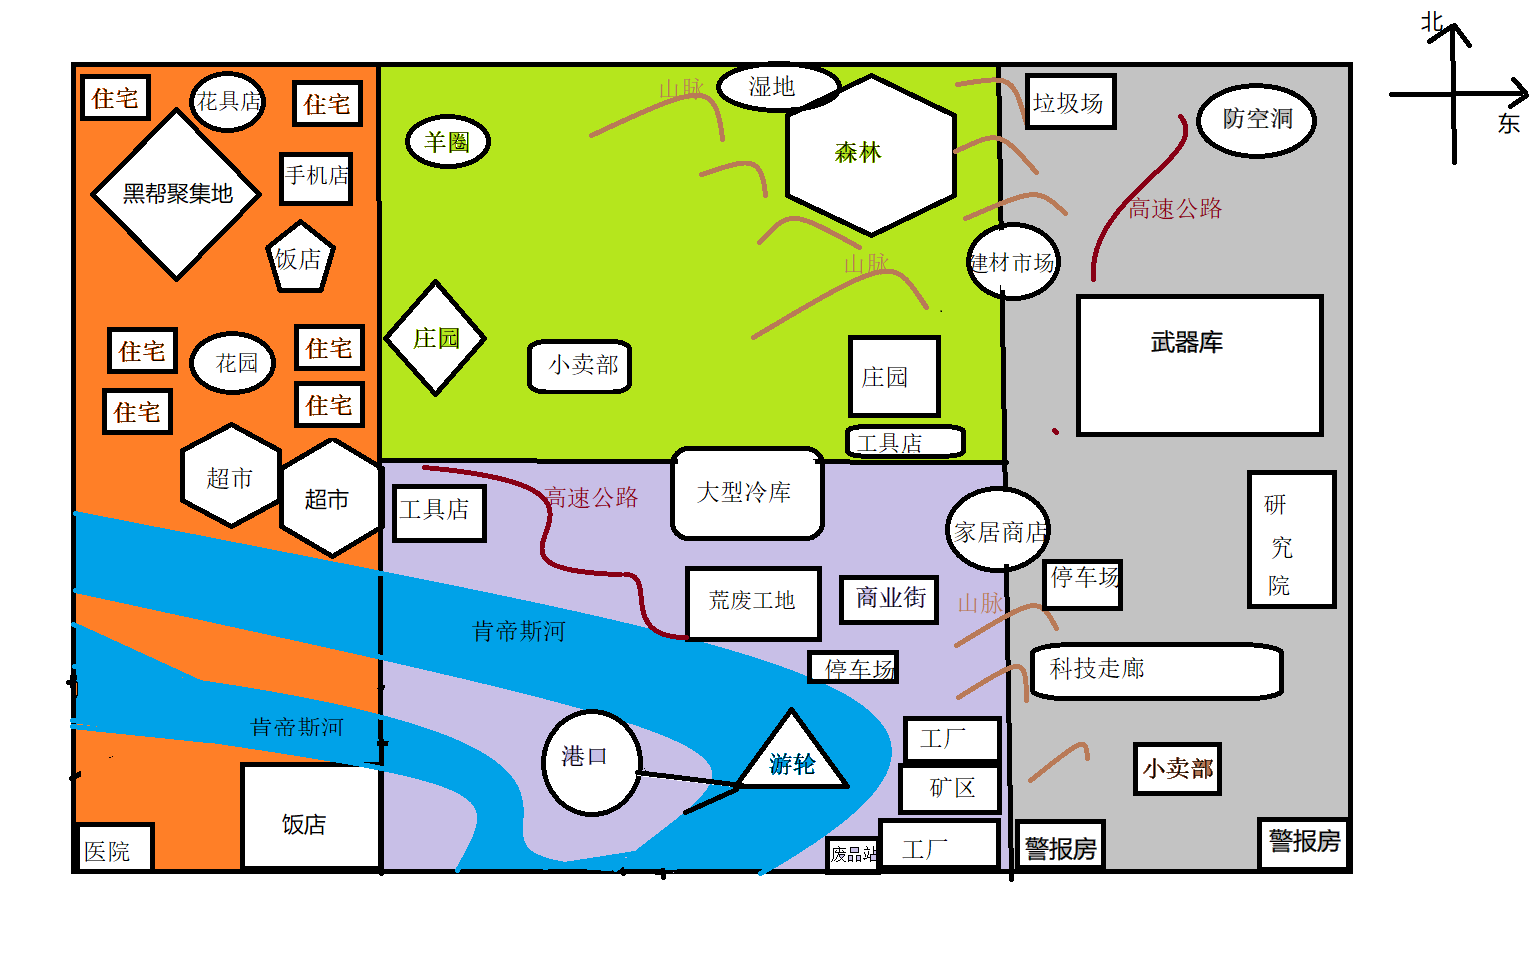 北
东
住宅
花具店
住宅
手机店
黑帮聚集地
饭店
住宅
花园
住宅
住宅
住宅
超市
超市
肯帝斯河
饭店
医院
山脉
湿地
羊圈
森林
山脉
庄园
小卖部
庄园
工具店
工具店
高速公路
大型冷库
家居商店
肯帝斯河
荒废工地
商业街
停车场
山脉
港口
游轮
工厂
矿区
工厂
废品站
垃圾场
防空洞
高速公路
建材市场
武器库
研
究
院
停车场
科技走廊
小卖部
警报房
警报房